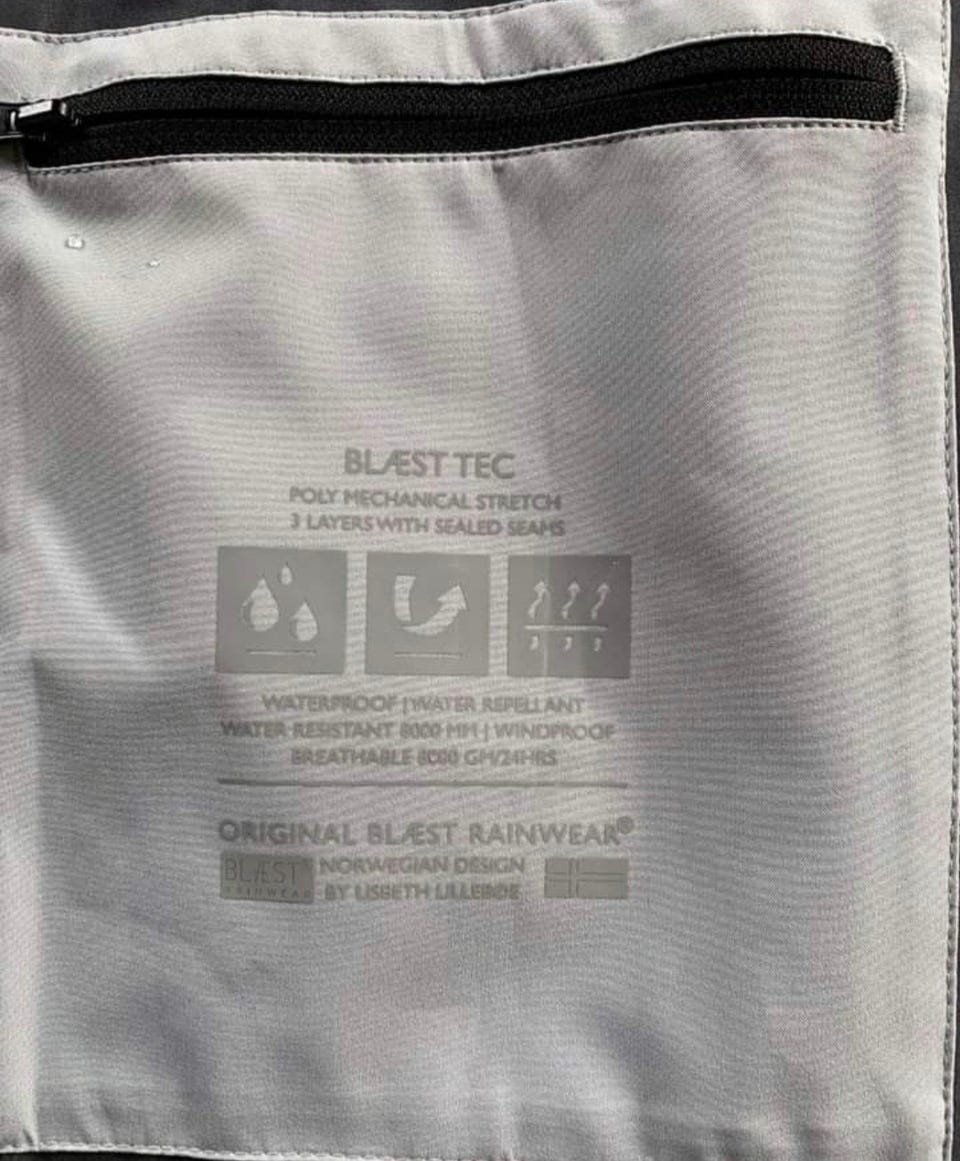 BLÆST TEC
POLY MECHANICAL STRETCH
3 LAYERS WITH SEALED SEAMS
WATERPROOF | WATER REPELLANT
WATER RESISTANT 8000 MM | WINDPROOF
BREATHABLE 8000 GM/24HRS
ORIGINAL BLÆST RAINWEAR®
BLÆST
RAINWEAR
NORWEGIAN DESIGN
BY LISBETH LILLEBØE